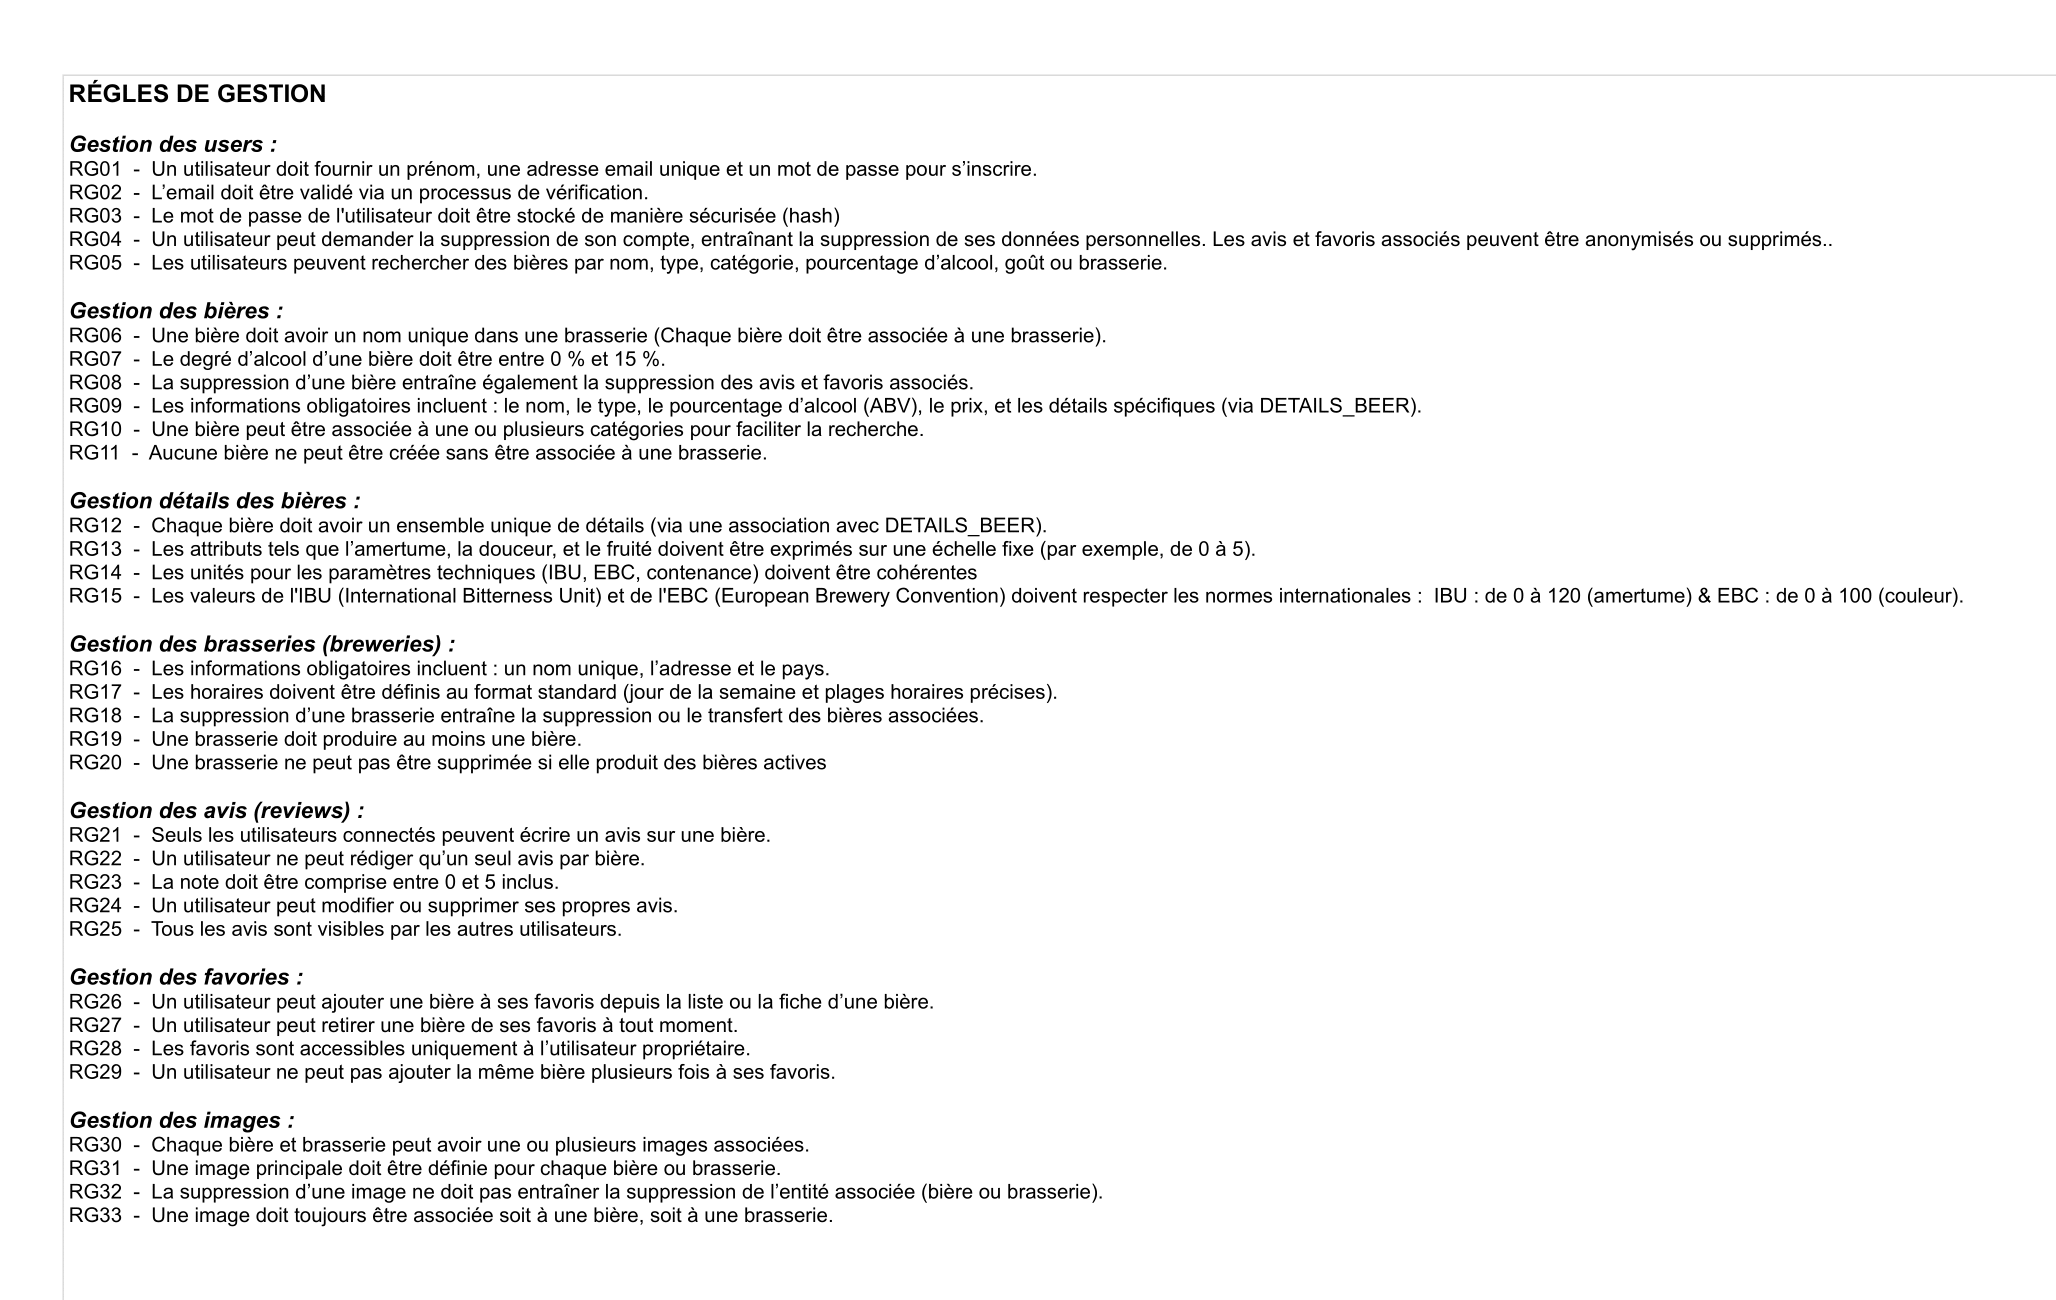 RÉGLES DE GESTION
Gestion des users :
RG01 - Un utilisateur doit fournir un prénom, une adresse email unique et un mot de passe pour s’inscrire.
RG02 - L’email doit être validé via un processus de vérification.
RG03 - Le mot de passe de l'utilisateur doit être stocké de manière sécurisée (hash)
RG04 - Un utilisateur peut demander la suppression de son compte, entraînant la suppression de ses données personnelles. Les avis et favoris associés peuvent être anonymisés ou supprimés..
RG05 - Les utilisateurs peuvent rechercher des bières par nom, type, catégorie, pourcentage d’alcool, goût ou brasserie.
Gestion des bières :
RG06 - Une bière doit avoir un nom unique dans une brasserie (Chaque bière doit être associée à une brasserie).
RG07 - Le degré d’alcool d’une bière doit être entre 0 % et 15 %.
RG08 - La suppression d’une bière entraîne également la suppression des avis et favoris associés.
RG09 - Les informations obligatoires incluent : le nom, le type, le pourcentage d’alcool (ABV), le prix, et les détails spécifiques (via DETAILS_BEER).
RG10 - Une bière peut être associée à une ou plusieurs catégories pour faciliter la recherche.
RG11 - Aucune bière ne peut être créée sans être associée à une brasserie.
Gestion détails des bières :
RG12 - Chaque bière doit avoir un ensemble unique de détails (via une association avec DETAILS_BEER).
RG13 - Les attributs tels que l’amertume, la douceur, et le fruité doivent être exprimés sur une échelle fixe (par exemple, de 0 à 5).
RG14 - Les unités pour les paramètres techniques (IBU, EBC, contenance) doivent être cohérentes
RG15 - Les valeurs de l'IBU (International Bitterness Unit) et de l'EBC (European Brewery Convention) doivent respecter les normes internationales : IBU : de 0 à 120 (amertume) & EBC : de 0 à 100 (couleur).
Gestion des brasseries (breweries) :
RG16 - Les informations obligatoires incluent : un nom unique, l’adresse et le pays.
RG17 - Les horaires doivent être définis au format standard (jour de la semaine et plages horaires précises).
RG18 - La suppression d’une brasserie entraîne la suppression ou le transfert des bières associées.
RG19 - Une brasserie doit produire au moins une bière.
RG20 - Une brasserie ne peut pas être supprimée si elle produit des bières actives
Gestion des avis (reviews) :
RG21 - Seuls les utilisateurs connectés peuvent écrire un avis sur une bière.
RG22 - Un utilisateur ne peut rédiger qu’un seul avis par bière.
RG23 - La note doit être comprise entre 0 et 5 inclus.
RG24 - Un utilisateur peut modifier ou supprimer ses propres avis.
RG25 - Tous les avis sont visibles par les autres utilisateurs.
Gestion des favories :
RG26 - Un utilisateur peut ajouter une bière à ses favoris depuis la liste ou la fiche d’une bière.
RG27 - Un utilisateur peut retirer une bière de ses favoris à tout moment.
RG28 - Les favoris sont accessibles uniquement à l’utilisateur propriétaire.
RG29 - Un utilisateur ne peut pas ajouter la même bière plusieurs fois à ses favoris.
Gestion des images :
RG30 - Chaque bière et brasserie peut avoir une ou plusieurs images associées.
RG31 - Une image principale doit être définie pour chaque bière ou brasserie.
RG32 - La suppression d’une image ne doit pas entraîner la suppression de l’entité associée (bière ou brasserie).
RG33 - Une image doit toujours être associée soit à une bière, soit à une brasserie.